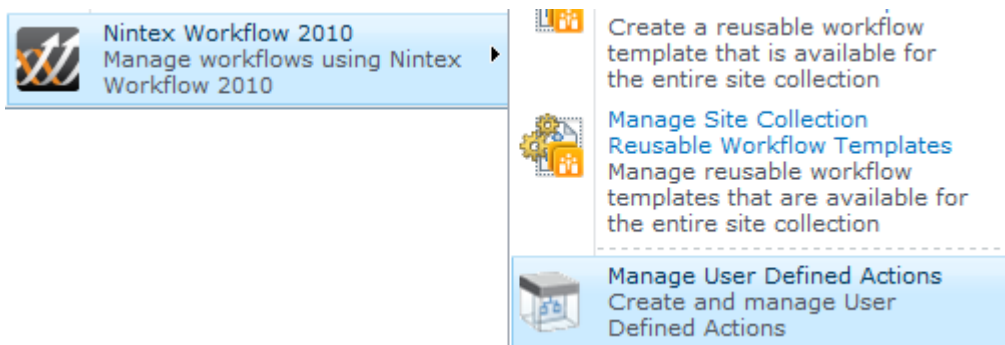 Nintex Workflow 2010
Manage workflows using Nintex
Workflow 2010
Create a reusable workflow
template that is available for
the entire site collection
Manage Site Collection
Reusable Workflow Templates
Manage reusable workflow
templates that are available for
the entire site collection
Manage User Defined Actions
Create and manage User
Defined Actions